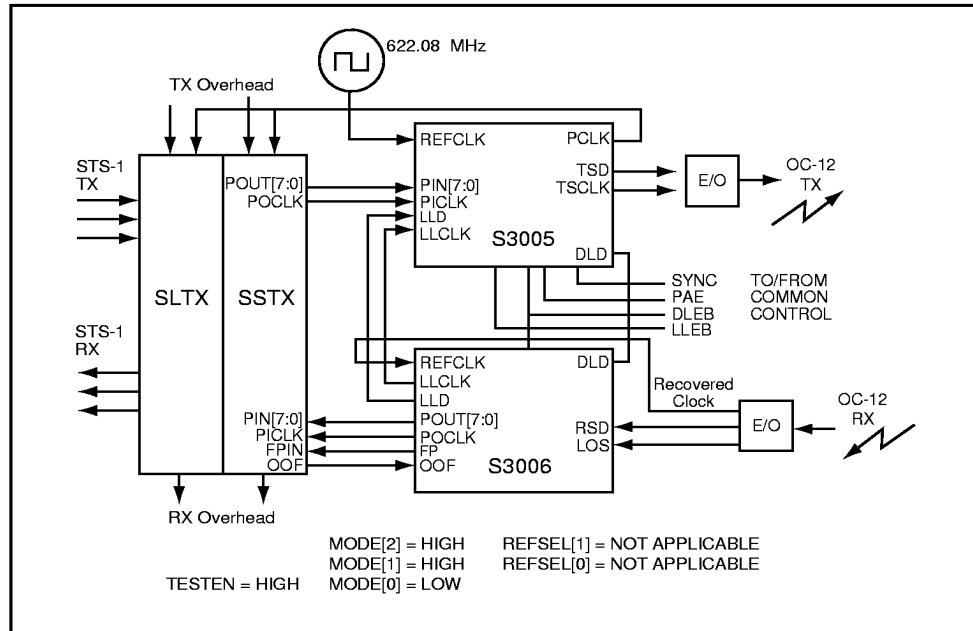 622.08 MHz
TX Overhead
REFCLK
PCLK
STS-1
TX
POUT[7:0]
POCLK
PIN[7:0]
PICLK
LLD
LLCLK
TSD
TSCLK
E/O
OC-12
TX
S3005
DLD
SLTX
SSTX
SYNC
PAE
DLEB
LLEB
TO/FROM
COMMON
CONTROL
STS-1
RX
REFCLK
LLCLK
LLD
DLD
Recovered
Clock
PIN[7:0]
PICLK
FPIN
OOF
POUT[7:0]
POCLK
FP
OOF
RSD
LOS
E/O
OC-12
RX
S3006
RX Overhead
MODE[2] = HIGH REFSEL[1] = NOT APPLICABLE
MODE[1] = HIGH REFSEL[0] = NOT APPLICABLE
TESTEN = HIGH MODE[0] = LOW